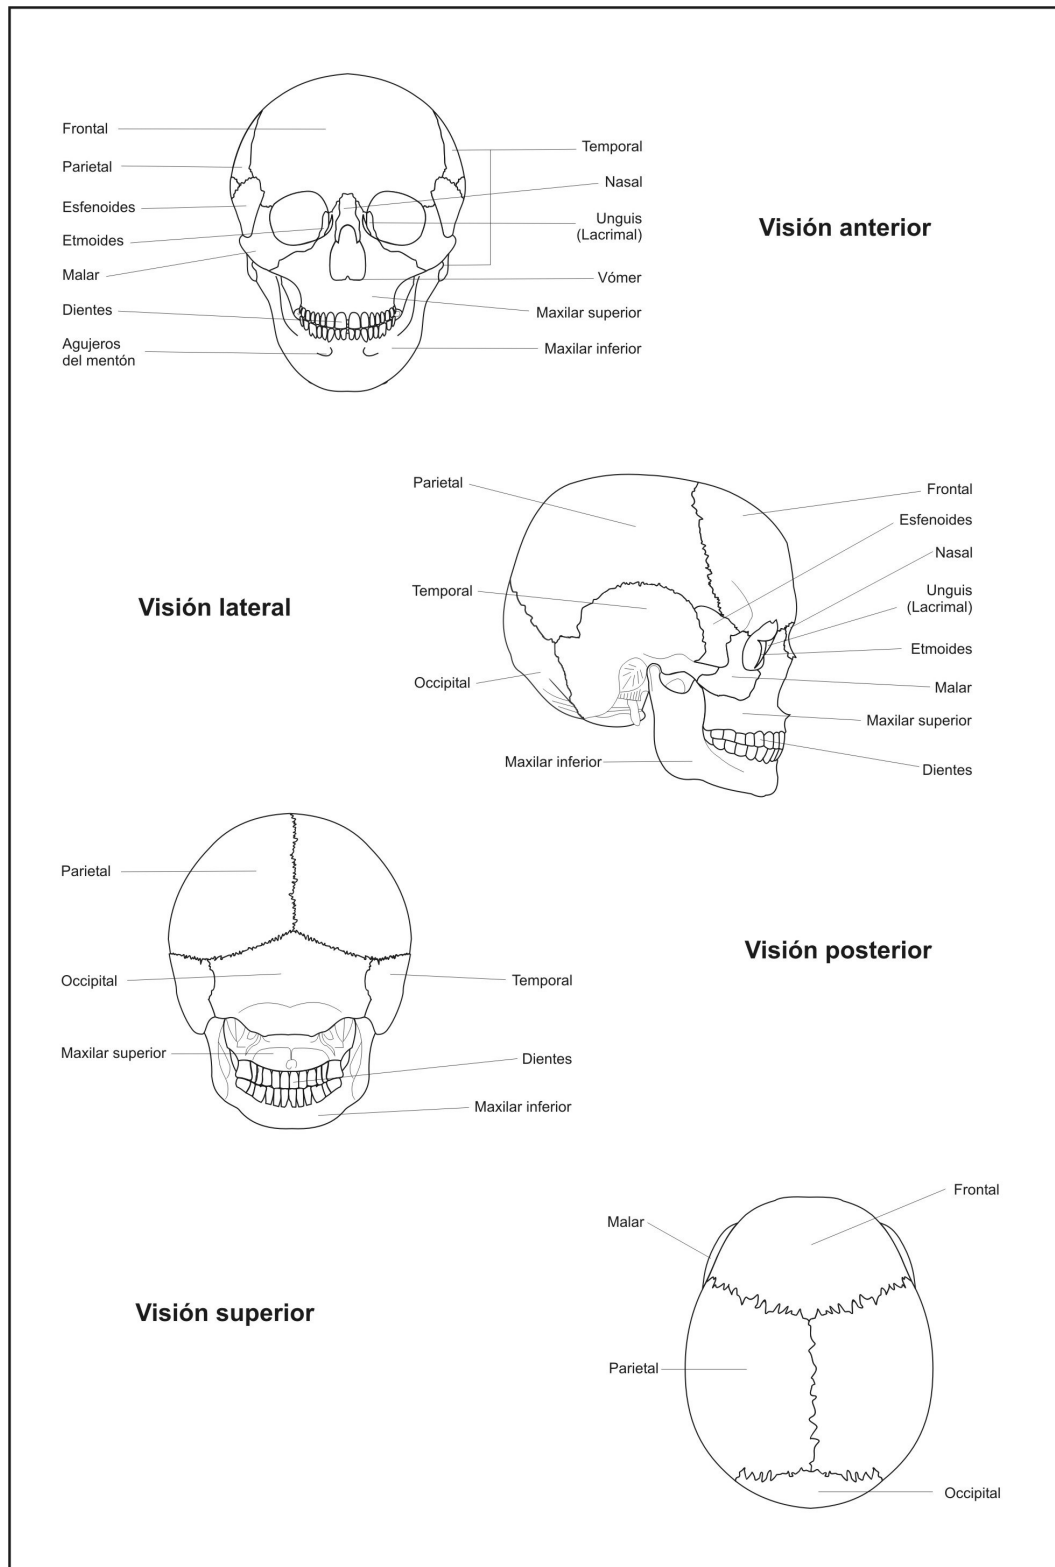 Frontal
Parietal
Esfenoides
Etmoides
Malar
Dientes
Agujeros
del mentón
Temporal
Nasal
Unguis
(Lacrimal)
Vómer
Maxilar superior
Maxilar inferior
Visión anterior
Visión lateral
Parietal
Temporal
Occipital
Maxilar inferior
Frontal
Esfenoides
Nasal
Unguis
(Lacrimal)
Etmoides
Malar
Maxilar superior
Dientes
Parietal
Occipital
Maxilar superior
Temporal
Dientes
Maxilar inferior
Visión posterior
Visión superior
Malar
Parietal
Frontal
Occipital